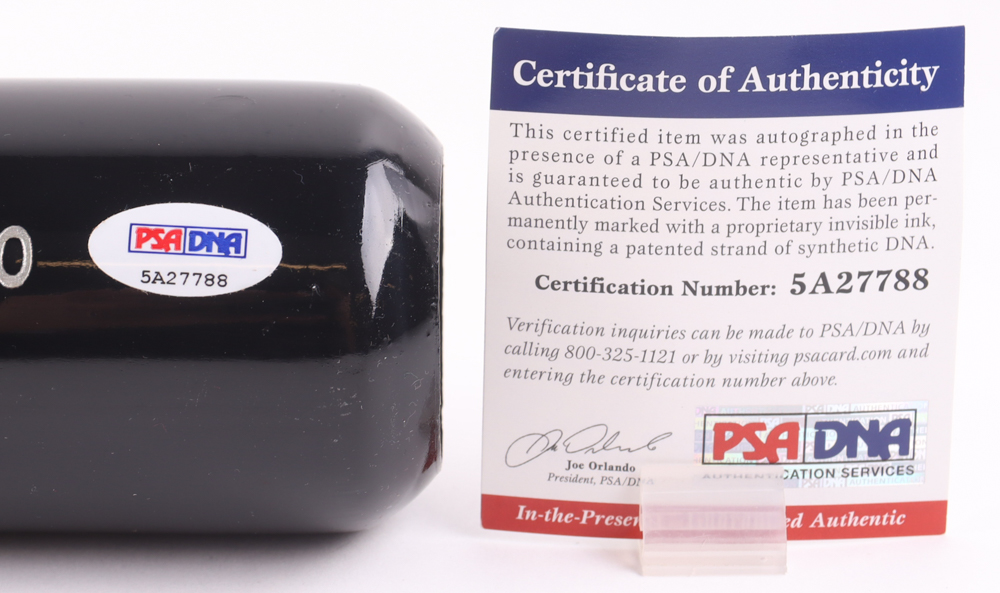 0
PSA DNA
5A27788
Certificate of Authenticity
This certified item was autographed in the
presence of a PSA/DNA representative and
is guaranteed to be authentic by PSA/DNA
Authentication Services. The item has been per-
manently marked with a proprietary invisible ink,
containing a patented strand of synthetic DNA.
Certification Number: 5A27788
Verification inquiries can be made to PSA/DNA by
calling 800-325-1121 or by visiting psacard.com and
entering the certification number above.
Joe Orlando
President, PSA/DNA
PSA DNA
AUTHENTICATION SERVICES
In-the-Presen ed Authentic